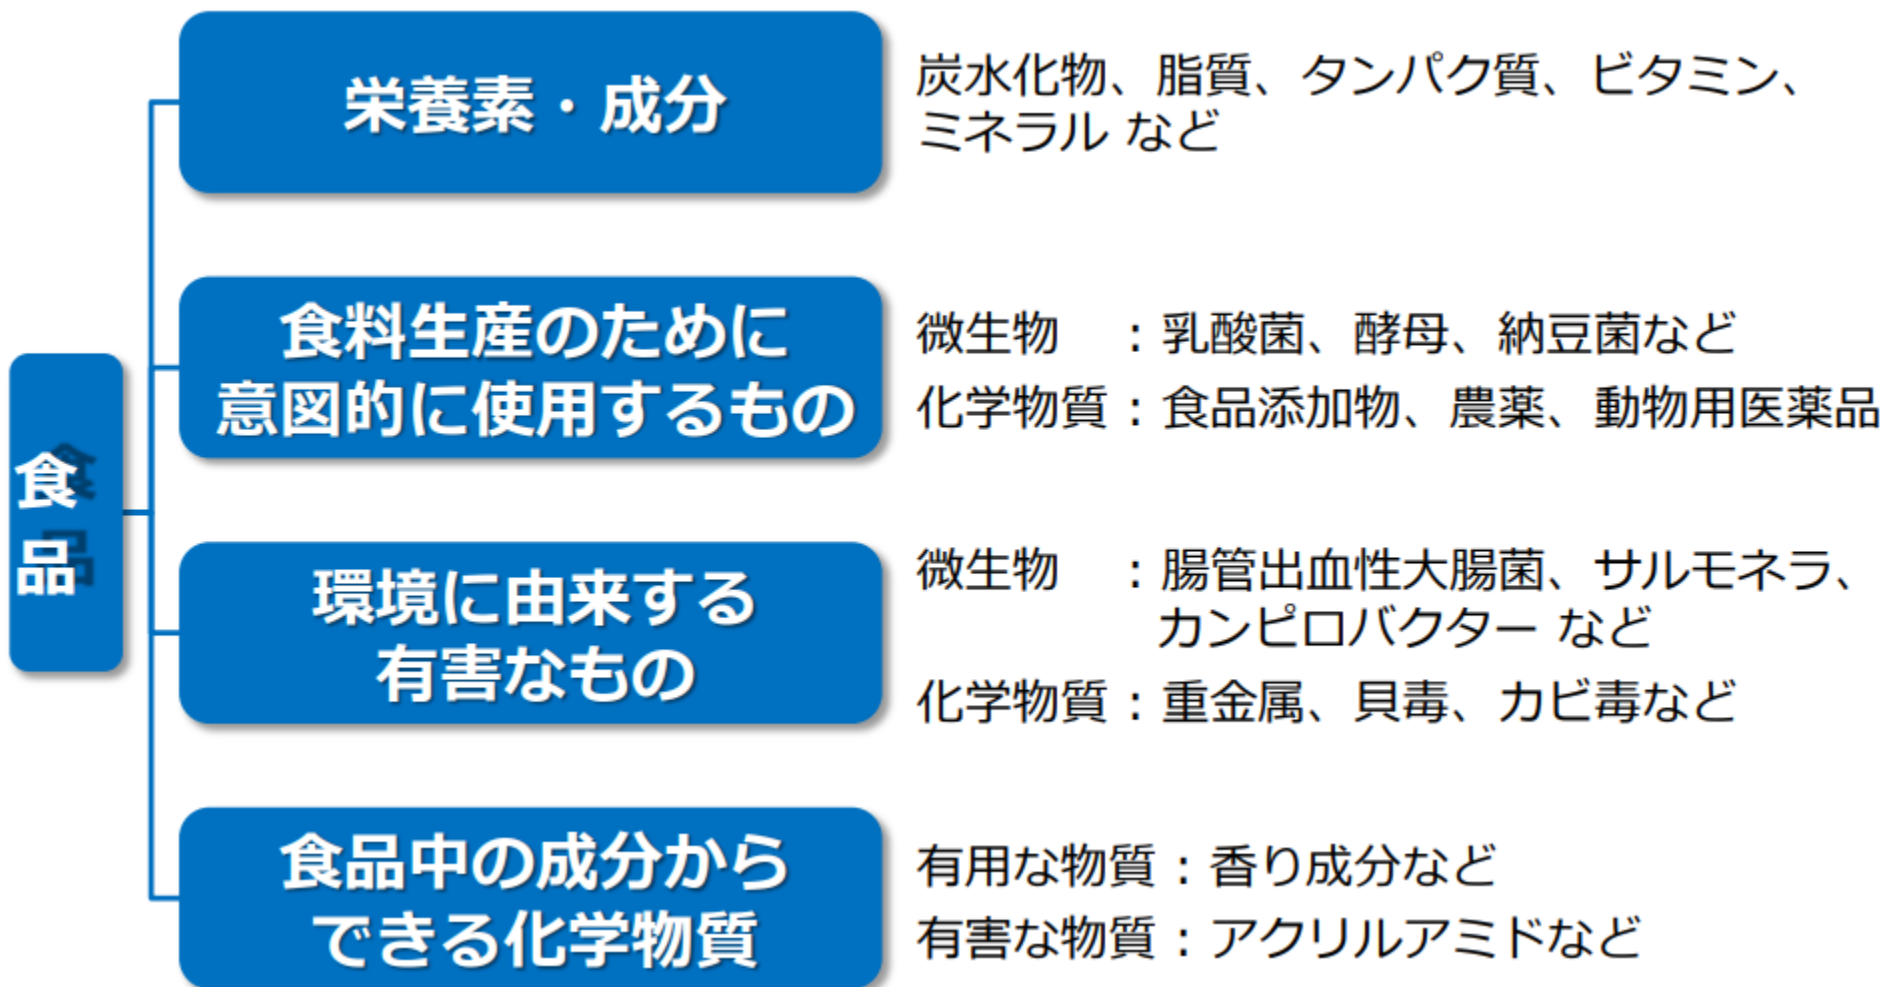 食品
栄養素・成分
炭水化物、脂質、タンパク質、ビタミン、
ミネラル など
食料生産のために
意図的に使用するもの
微生物　：乳酸菌、酵母、納豆菌など
化学物質：食品添加物、農薬、動物用医薬品
環境に由来する
有害なもの
微生物　：腸管出血性大腸菌、サルモネラ、
カンピロバクター など
化学物質：重金属、貝毒、カビ毒など
食品中の成分から
できる化学物質
有用な物質：香り成分など
有害な物質：アクリルアミドなど